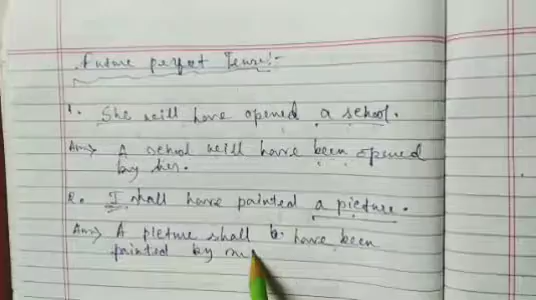 Future perfect Tense:-
1. She will have opened a school.
Ans→ A school will have been opened
by her.
2. I shall have painted a picture.
Ans→ A picture shall b have been
painted by m